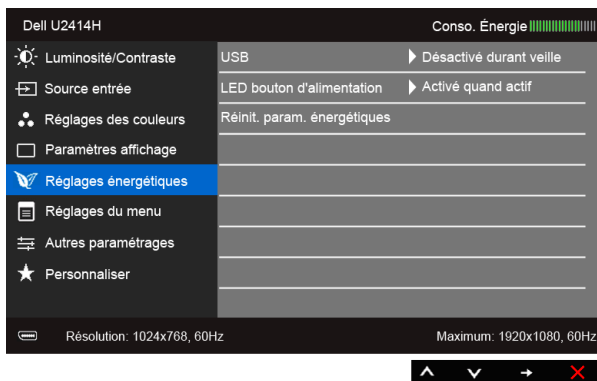 Dell U2414H Conso. Énergie
Luminosité/Contraste USB Désactivé durant veille
Source entrée LED bouton d'alimentation Activé quand actif
Réglages des couleurs Réinit. param. énergétiques
Paramètres affichage
Réglages énergétiques
Réglages du menu
Autres paramétrages
Personnaliser
Résolution: 1024x768, 60Hz Maximum: 1920x1080, 60Hz